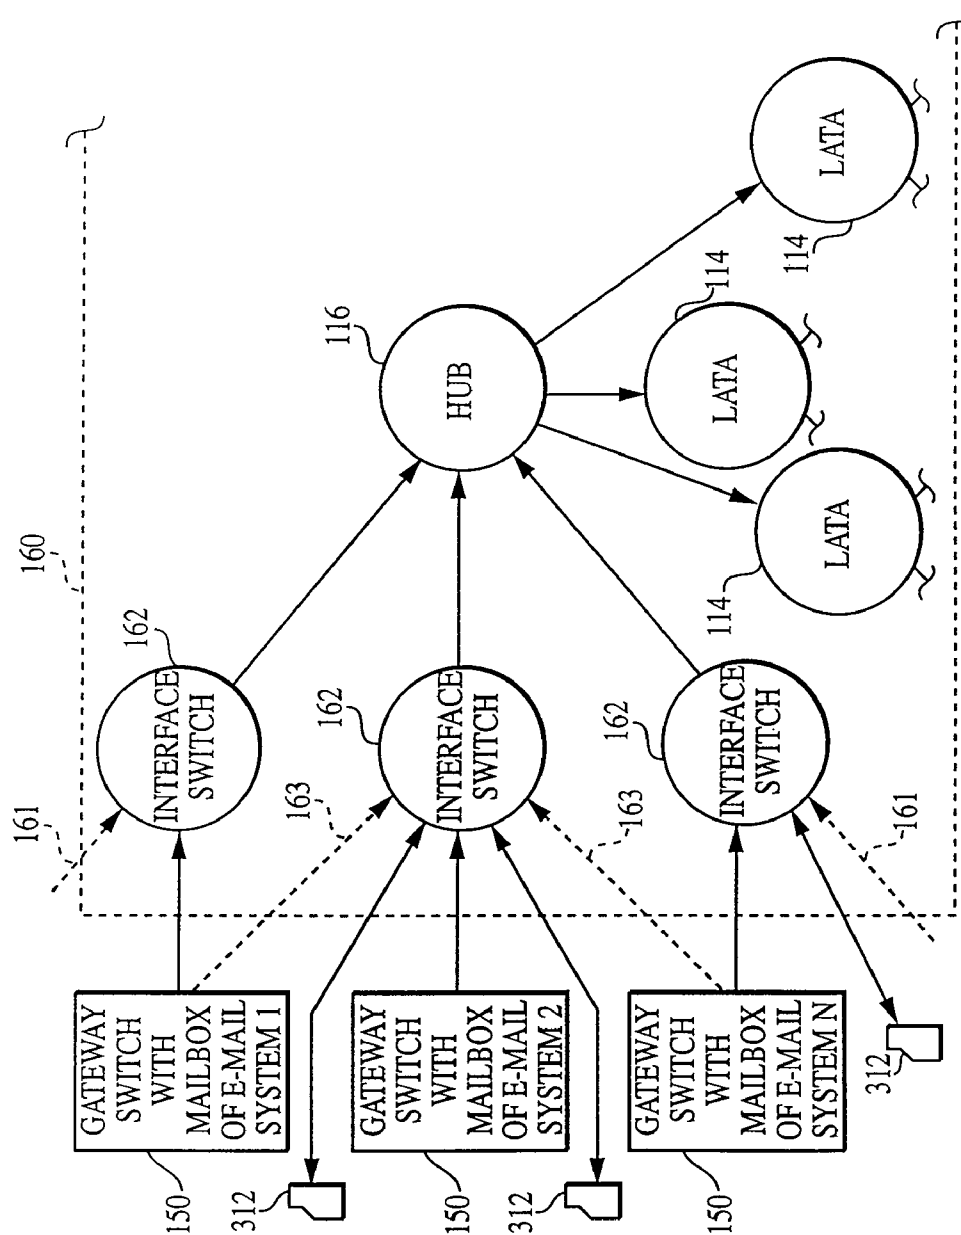 160
161
162
INTERFACE
SWITCH
116
HUB
163
162
INTERFACE
SWITCH
163
162
INTERFACE
SWITCH
161
GATEWAY
SWITCH
WITH
MAILBOX
OF E-MAIL
SYSTEM 1
150
312
GATEWAY
SWITCH
WITH
MAILBOX
OF E-MAIL
SYSTEM 2
150
312
GATEWAY
SWITCH
WITH
MAILBOX
OF E-MAIL
SYSTEM N
150
312
114
LATA
114
LATA
114
LATA